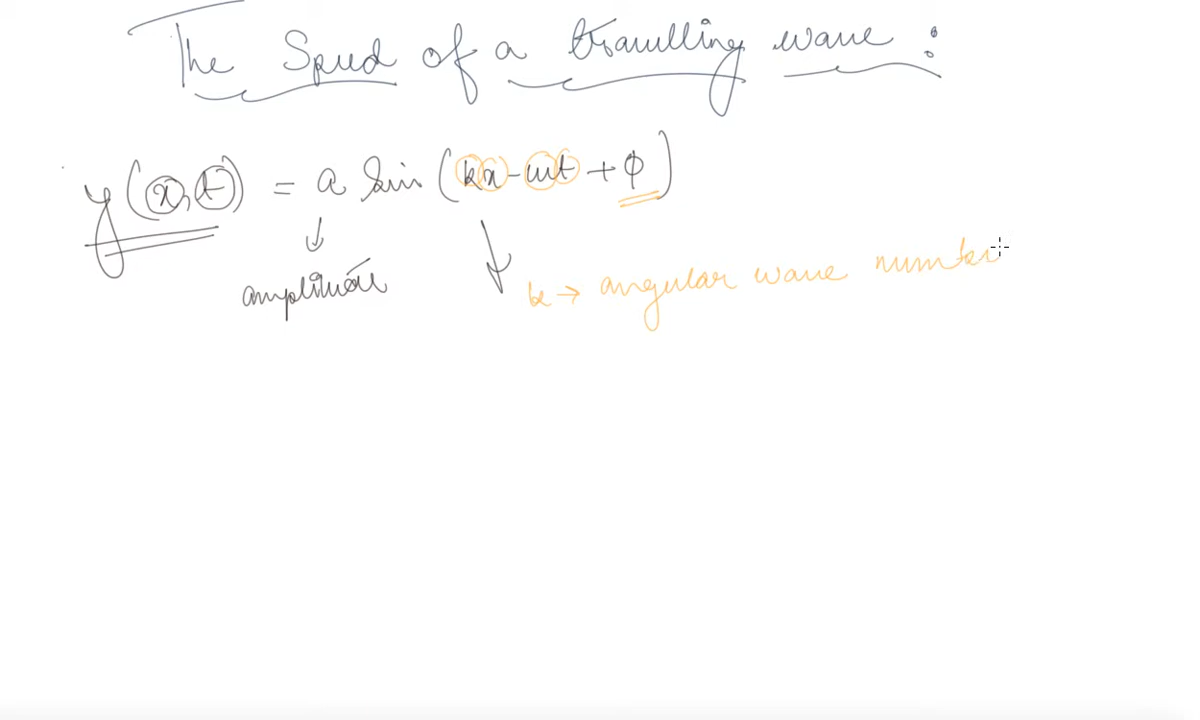 The Speed of a travelling wave :
y(x,t) = a sin(kx-ωt+ϕ)
↓
amplitude
k → angular wave number